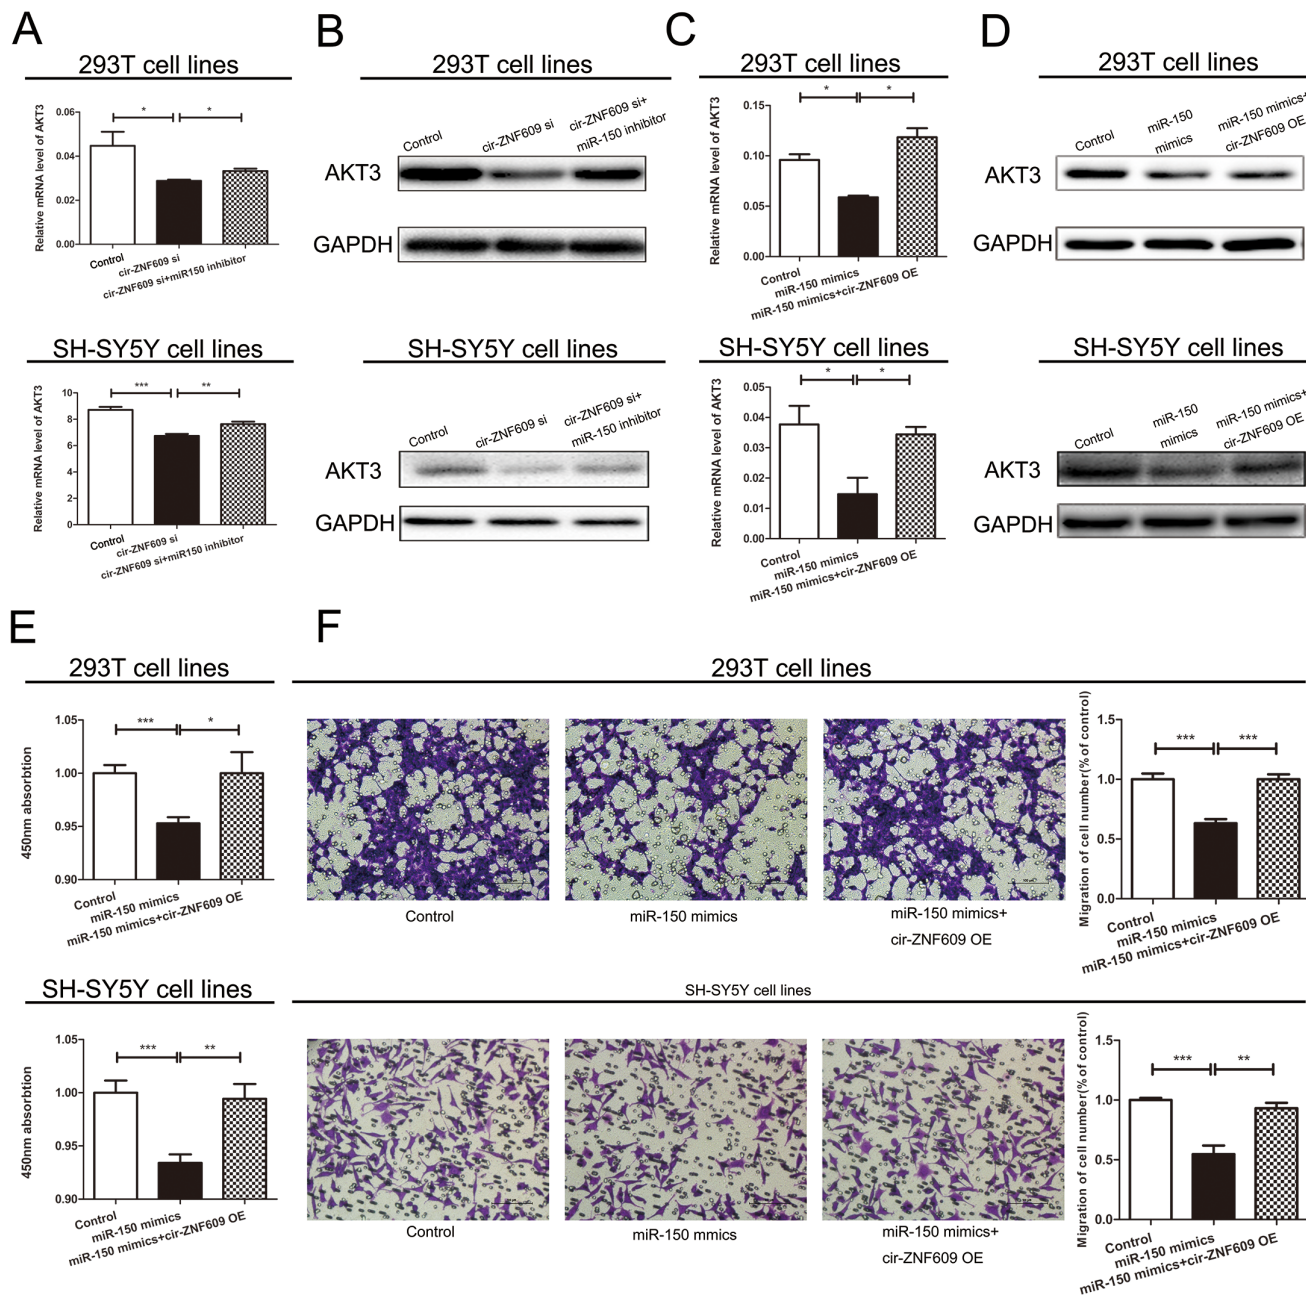 A
293T cell lines
Relative mRNA level of AKT3
0.06
0.04
0.02
0.00
*
*
Control
cir-ZNF609 si
cir-ZNF609 si+miR150 inhibitor
SH-SY5Y cell lines
Relative mRNA level of AKT3
10
8
6
4
2
0
***
**
Control
cir-ZNF609 si
cir-ZNF609 si+miR150 inhibitor
B
293T cell lines
Control
cir-ZNF609 si
cir-ZNF609 si+
miR-150 inhibitor
AKT3
GAPDH
SH-SY5Y cell lines
Control
cir-ZNF609 si
cir-ZNF609 si+
miR-150 inhibitor
AKT3
GAPDH
C
293T cell lines
Relative mRNA level of AKT3
0.15
0.10
0.05
0.00
*
*
Control
miR-150 mimics
miR-150 mimics+cir-ZNF609 OE
SH-SY5Y cell lines
Relative mRNA level of AKT3
0.05
0.04
0.03
0.02
0.01
0.00
*
*
Control
miR-150 mimics
miR-150 mimics+cir-ZNF609 OE
D
293T cell lines
Control
miR-150
mimics
miR-150 mimics+
cir-ZNF609 OE
AKT3
GAPDH
SH-SY5Y cell lines
Control
miR-150
mimics
miR-150 mimics+
cir-ZNF609 OE
AKT3
GAPDH
E
293T cell lines
450nm absorbtion
1.05
1.00
0.95
0.90
***
*
Control
miR-150 mimics
miR-150 mimics+cir-ZNF609 OE
SH-SY5Y cell lines
450nm absorbtion
1.05
1.00
0.95
0.90
***
**
Control
miR-150 mimics
miR-150 mimics+cir-ZNF609 OE
F
293T cell lines
Control
miR-150 mimics
miR-150 mimics+
cir-ZNF609 OE
Migration of cell number(% of control)
1.5
1.0
0.5
0.0
***
***
Control
miR-150 mimics
miR-150 mimics+cir-ZNF609 OE
SH-SY5Y cell lines
Control
miR-150 mmics
miR-150 mimics+
cir-ZNF609 OE
Migration of cell number(% of control)
1.5
1.0
0.5
0.0
***
**
Control
miR-150 mimics
miR-150 mimics+cir-ZNF609 OE